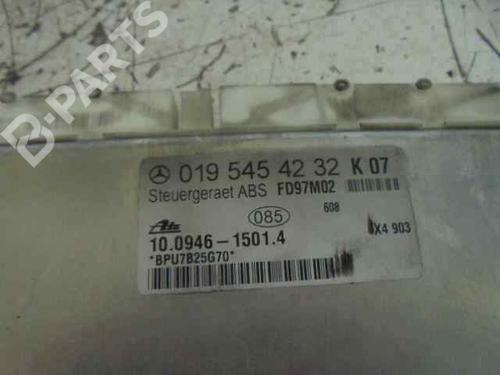 B-PARTS
019 545 42 32 K 07
Steuergeraet ABS FD97M02
085 608
Ate X4 903
10.0946-1501.4
*BPU7B25G70*